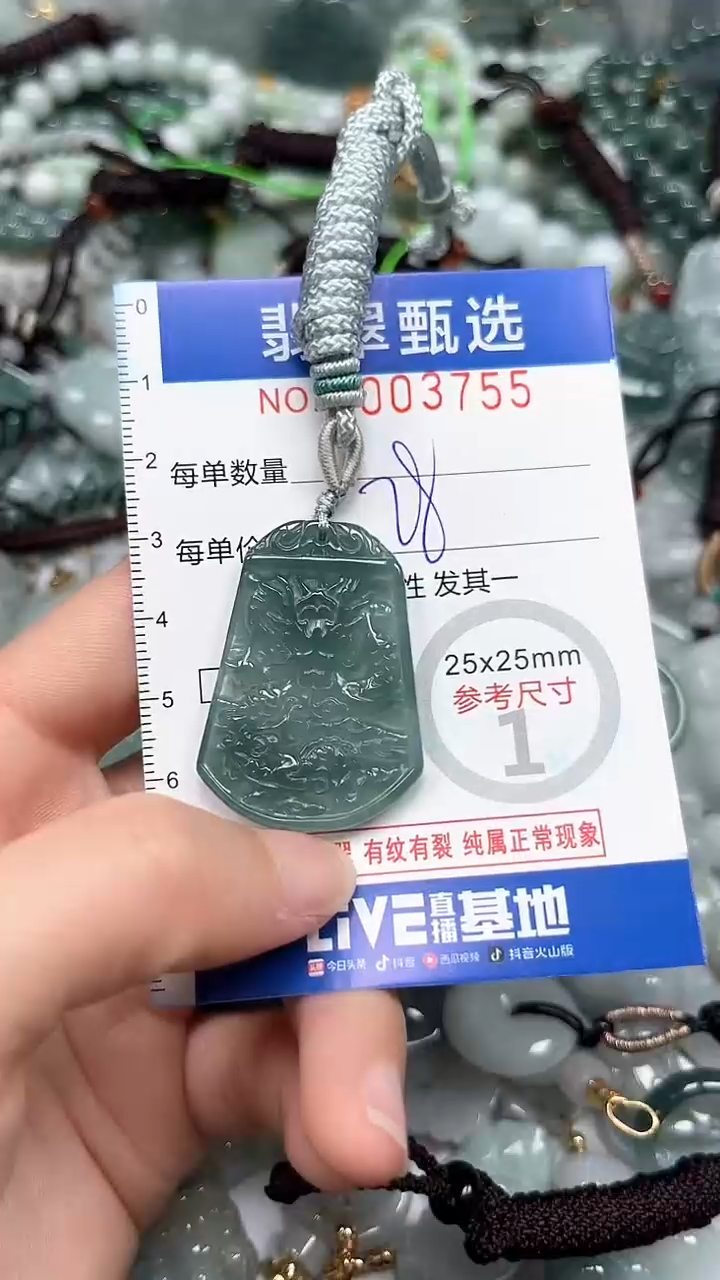 0
翡翠甄选
1
NO 003755
2
每单数量
28
3
每单价
性 发其一
4
25x25mm
5
参考尺寸
1
6
有纹有裂 纯属正常现象
LIVE直播基地
头条 今日头条 抖音 西瓜视频 抖音火山版